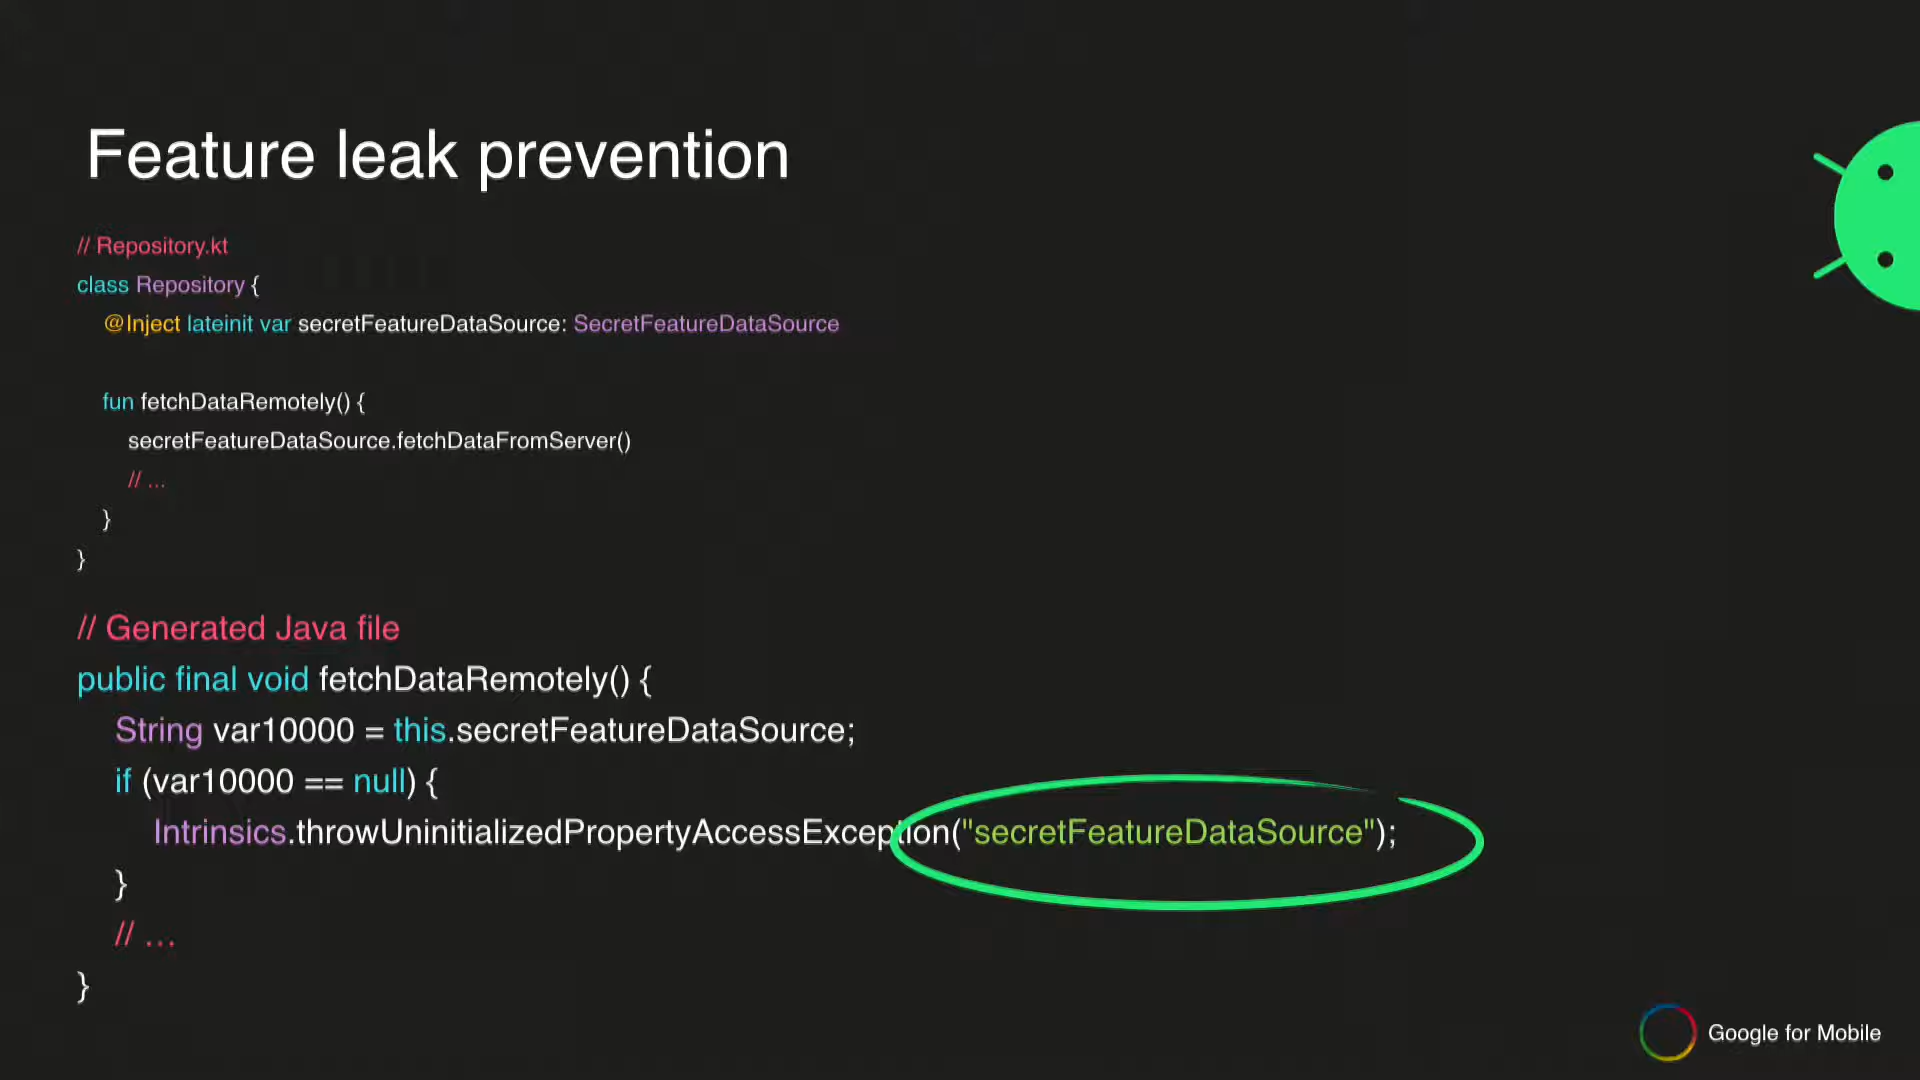 Feature leak prevention
// Repository.kt
class Repository {
@Inject lateinit var secretFeatureDataSource: SecretFeatureDataSource
fun fetchDataRemotely() {
secretFeatureDataSource.fetchDataFromServer()
// ...
}
}
// Generated Java file
public final void fetchDataRemotely() {
String var10000 = this.secretFeatureDataSource;
if (var10000 == null) {
Intrinsics.throwUninitializedPropertyAccessException("secretFeatureDataSource");
}
// ...
}
Google for Mobile